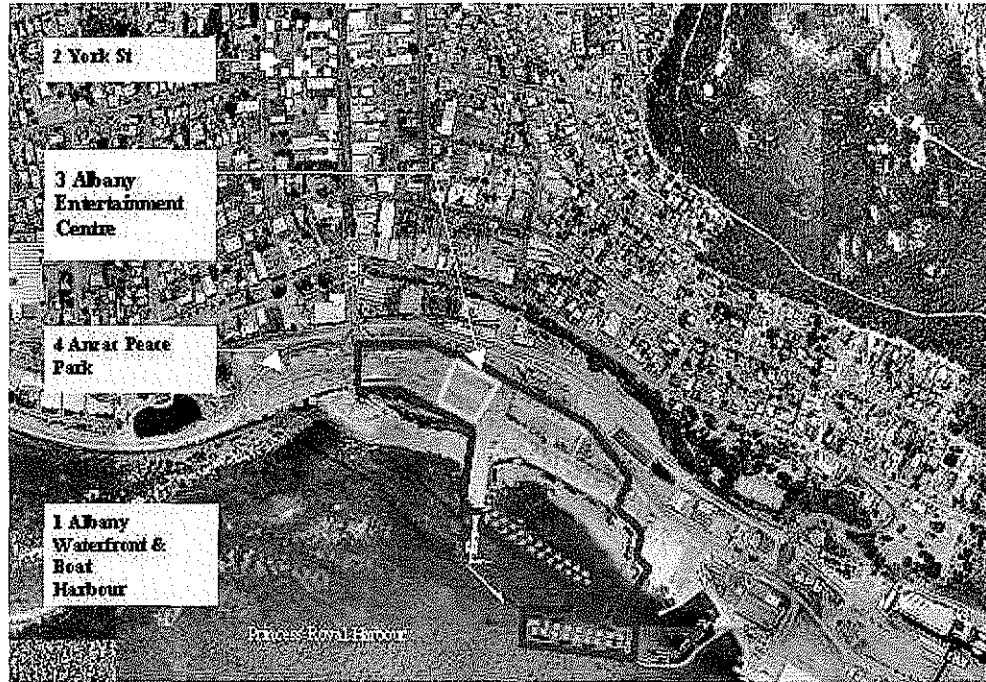 2 York St
3 Albany
Entertainment
Centre
4 Anzac Peace
Park
1 Albany
Waterfront &
Boat
Harbour
Princess Royal Harbour